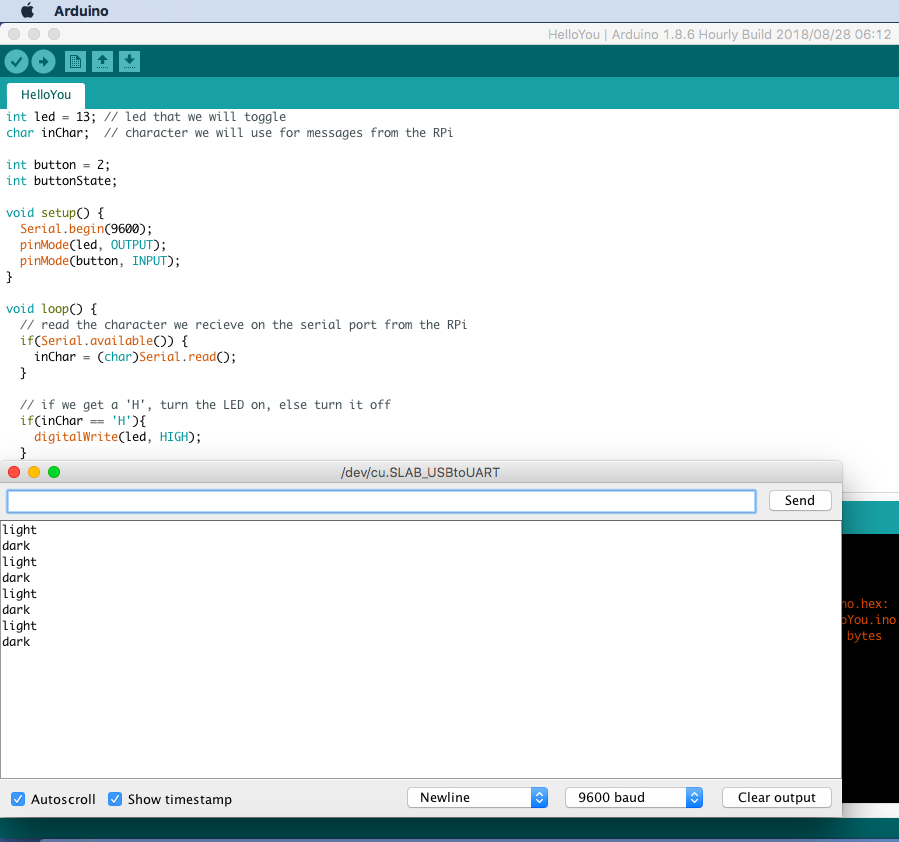 Arduino
HelloYou | Arduino 1.8.6 Hourly Build 2018/08/28 06:12
HelloYou
int led = 13; // led that we will toggle
char inChar;  // character we will use for messages from the RPi
int button = 2;
int buttonState;
void setup() {
  Serial.begin(9600);
  pinMode(led, OUTPUT);
  pinMode(button, INPUT);
}
void loop() {
  // read the character we recieve on the serial port from the RPi
  if(Serial.available()) {
    inChar = (char)Serial.read();
  }
  // if we get a 'H', turn the LED on, else turn it off
  if(inChar == 'H'){
    digitalWrite(led, HIGH);
  }
/dev/cu.SLAB_USBtoUART
Send
light
dark
light
dark
light
dark
light
dark
no.hex:
oYou.ino
bytes
Autoscroll Show timestamp Newline 9600 baud Clear output